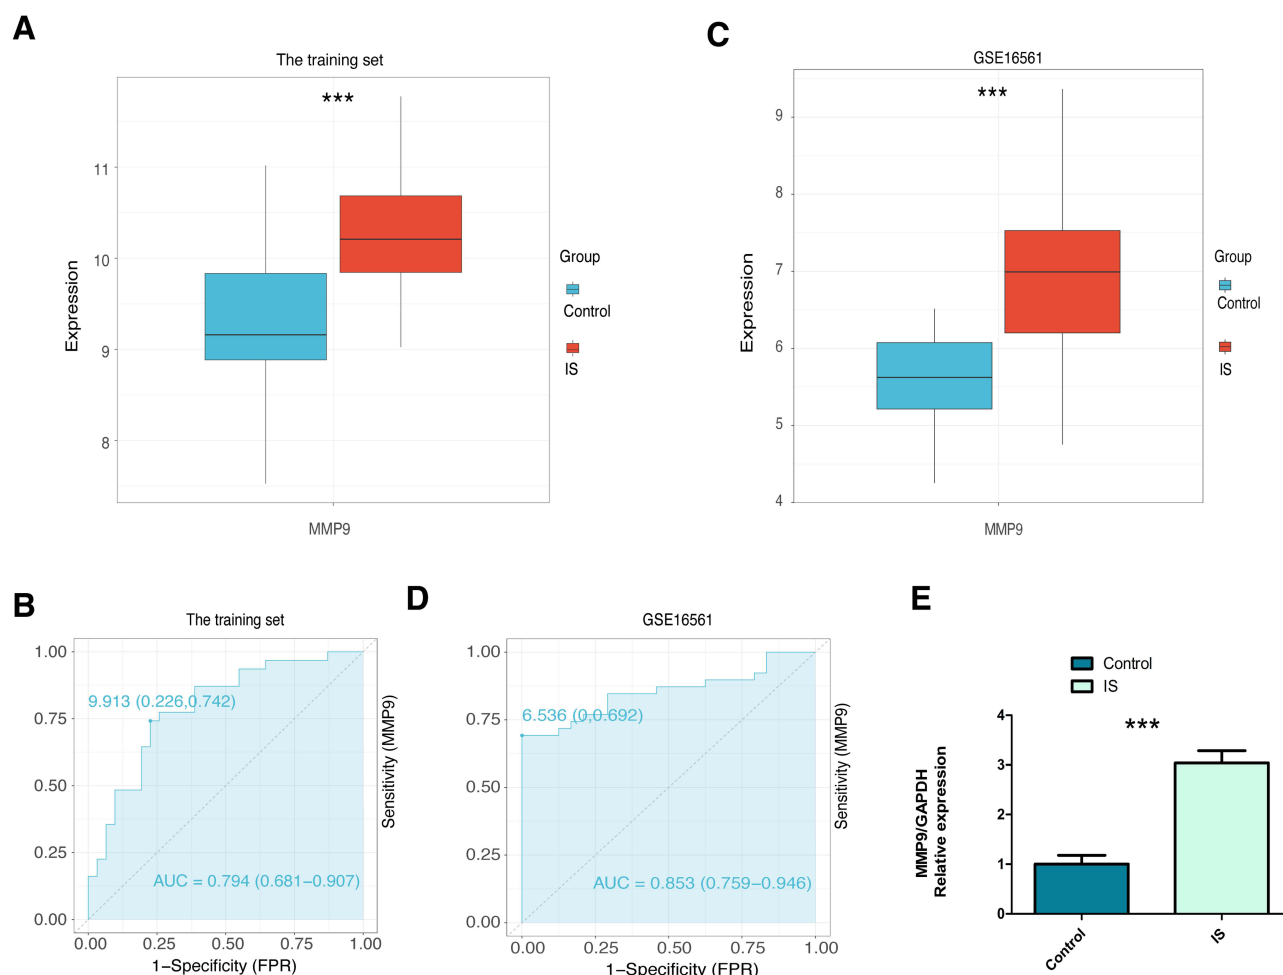 A
The training set
***
11
10
9
8
Expression
MMP9
Group
Control
IS
C
GSE16561
***
9
8
7
6
5
4
Expression
MMP9
Group
Control
IS
B
The training set
1.00
0.75
0.50
0.25
0.00
9.913 (0.226,0.742)
AUC = 0.794 (0.681−0.907)
Sensitivity (MMP9)
0.00 0.25 0.50 0.75 1.00
1−Specificity (FPR)
D
GSE16561
1.00
0.75
0.50
0.25
0.00
6.536 (0,0.692)
AUC = 0.853 (0.759−0.946)
Sensitivity (MMP9)
0.00 0.25 0.50 0.75 1.00
1−Specificity (FPR)
E
Control
IS
***
4
3
2
1
0
MMP9/GAPDH
Relative expression
Control
IS